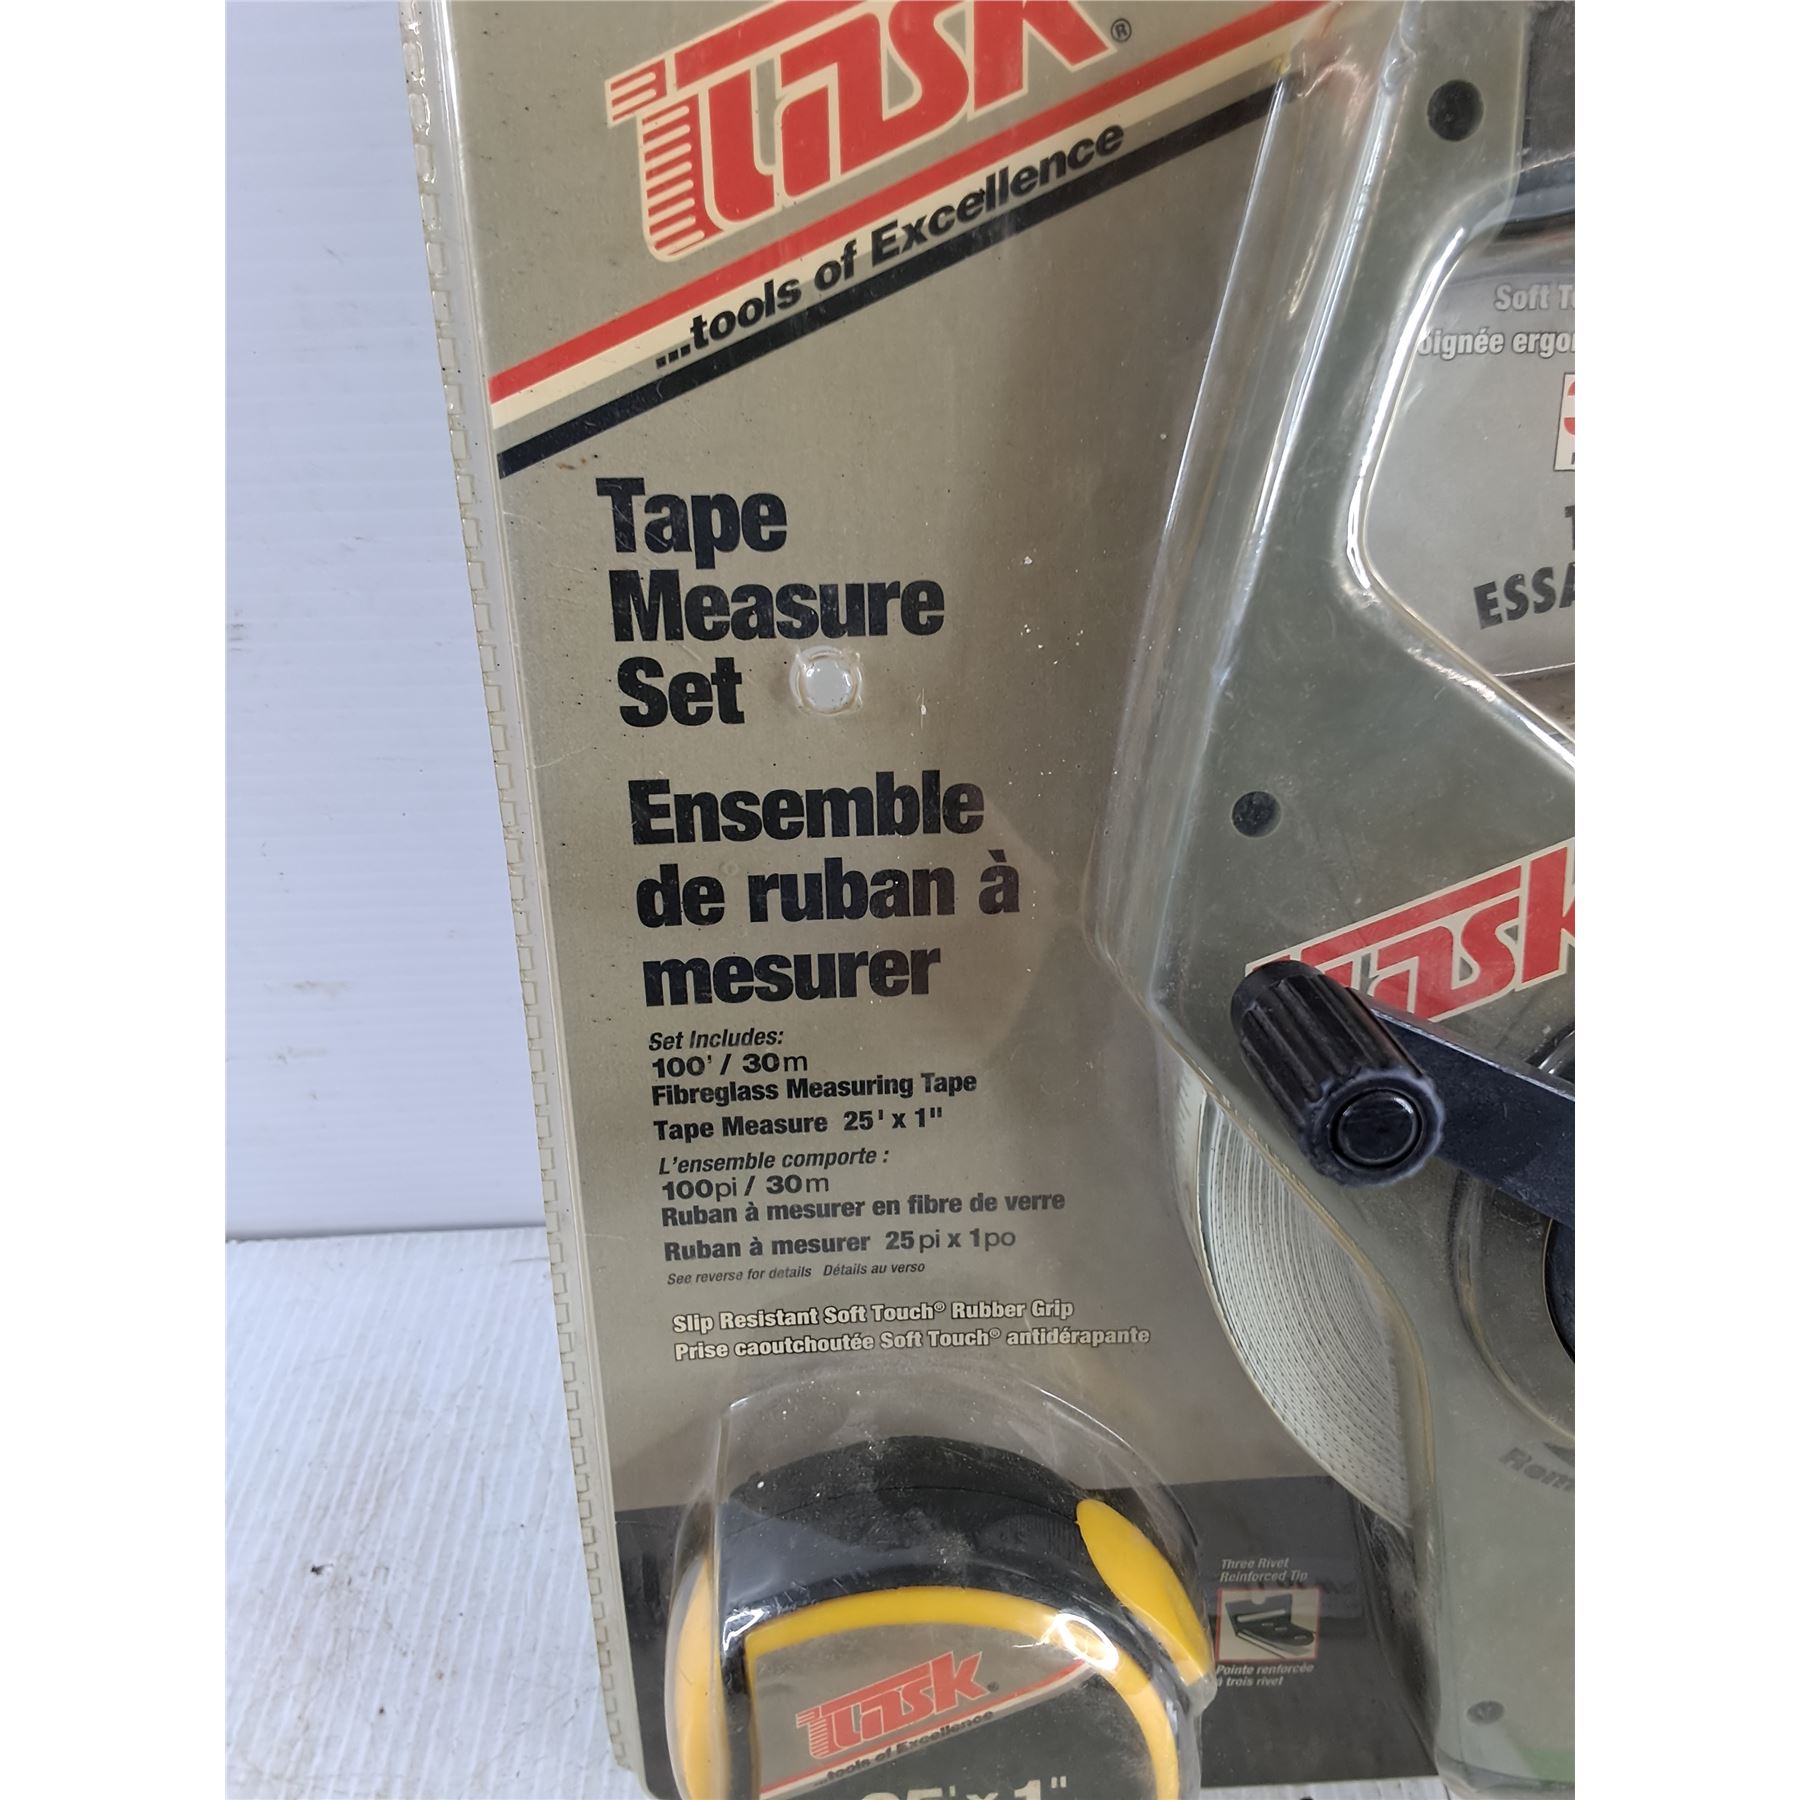 Task®
...tools of Excellence
Tape
Measure
Set
Ensemble
de ruban à
mesurer
Set Includes:
100' / 30m
Fibreglass Measuring Tape
Tape Measure 25' x 1"
L'ensemble comporte :
100pi / 30m
Ruban à mesurer en fibre de verre
Ruban à mesurer 25pi x 1po
See reverse for details Détails au verso
Slip Resistant Soft Touch® Rubber Grip
Prise caoutchoutée Soft Touch® antidérapante
Soft
Task
Three Rivet
Reinforced Tip
Pointe renforcée
à trois rivet
Task®
...tools of Excellence
25' x 1"